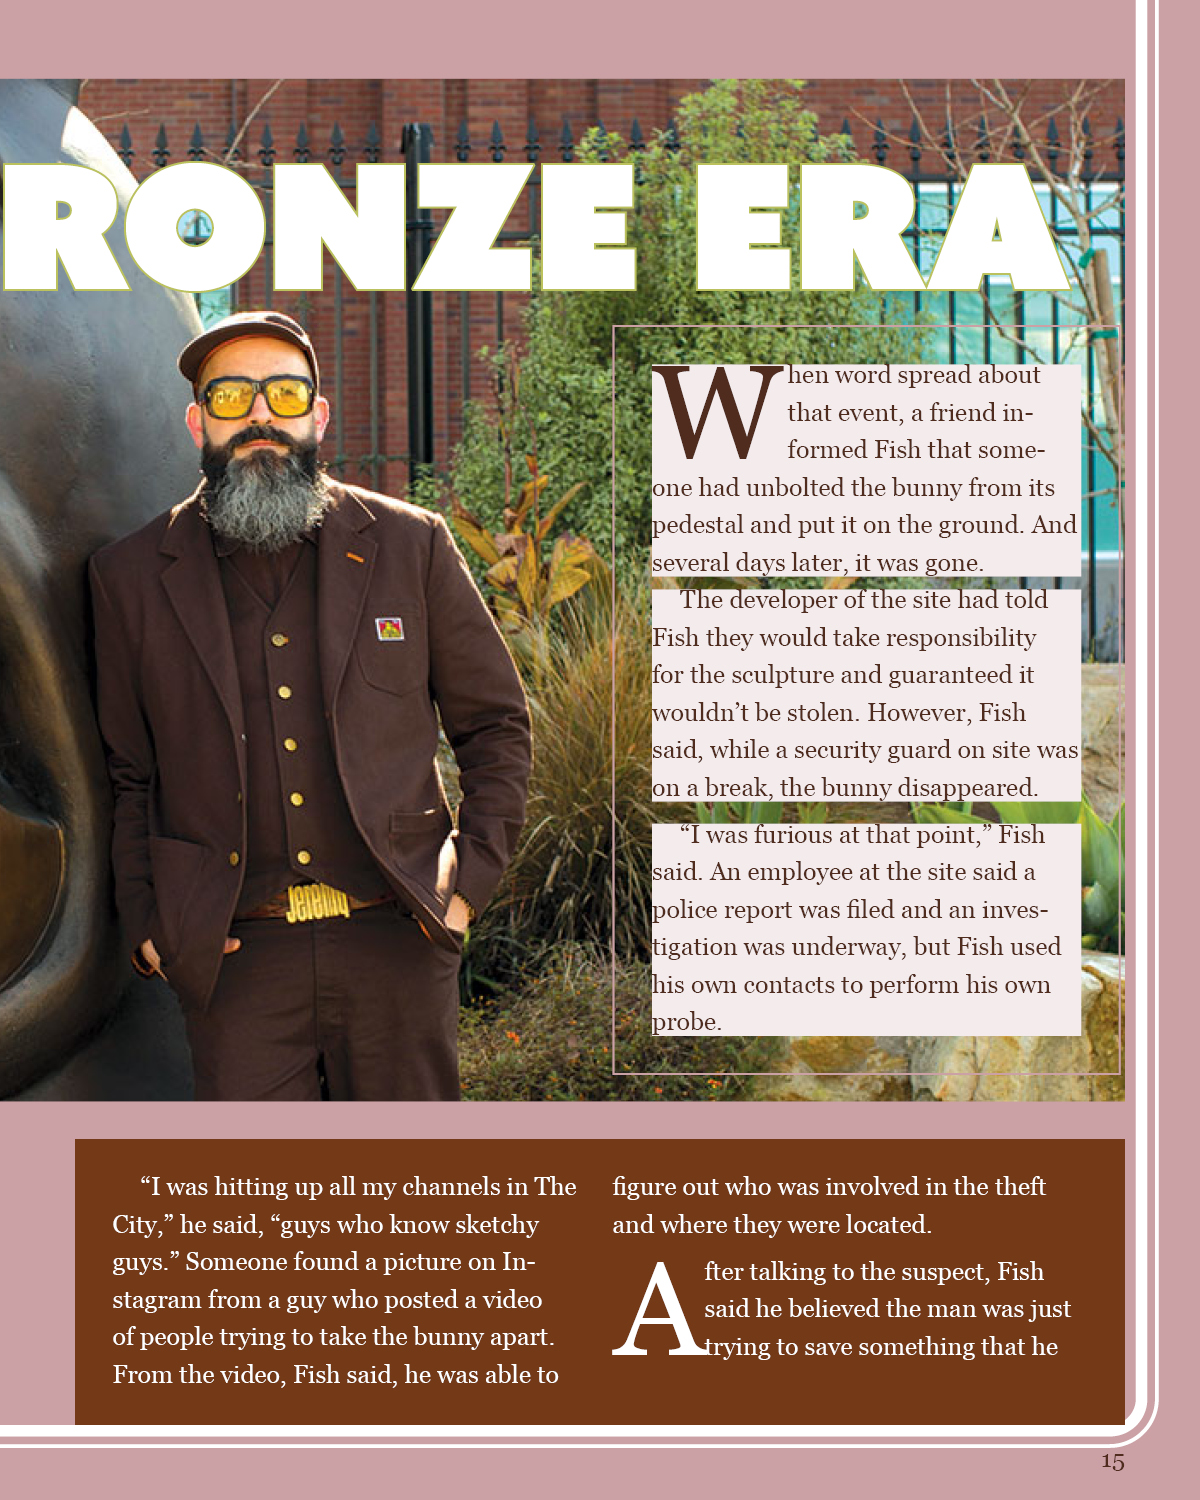 RONZE ERA
When word spread about
that event, a friend in-
formed Fish that some-
one had unbolted the bunny from its
pedestal and put it on the ground. And
several days later, it was gone.
The developer of the site had told
Fish they would take responsibility
for the sculpture and guaranteed it
wouldn’t be stolen. However, Fish
said, while a security guard on site was
on a break, the bunny disappeared.
“I was furious at that point,” Fish
said. An employee at the site said a
police report was filed and an inves-
tigation was underway, but Fish used
his own contacts to perform his own
probe.
Jeremy
“I was hitting up all my channels in The
City,” he said, “guys who know sketchy
guys.” Someone found a picture on In-
stagram from a guy who posted a video
of people trying to take the bunny apart.
From the video, Fish said, he was able to
figure out who was involved in the theft
and where they were located.
After talking to the suspect, Fish
said he believed the man was just
trying to save something that he
15